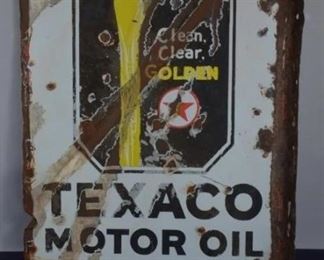 Clean,
Clear,
GOLDEN
TEXACO
MOTOR OIL